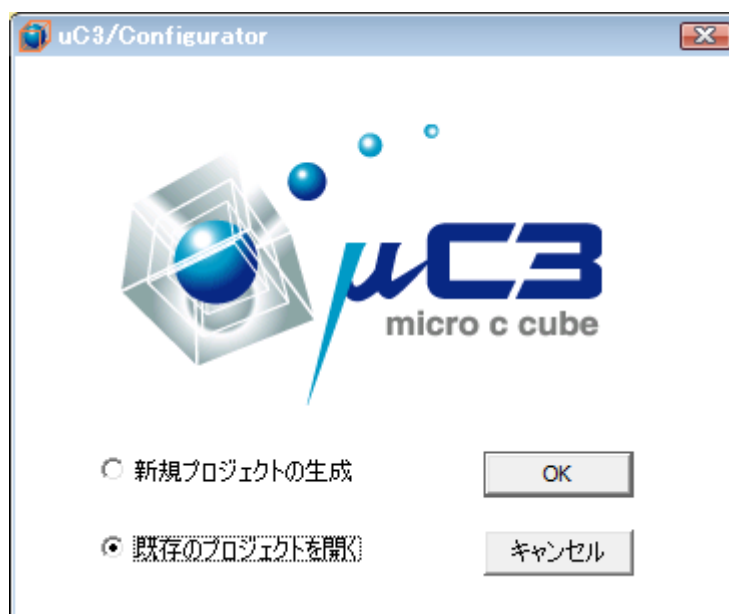 uC3/Configurator
μC3
micro c cube
新規プロジェクトの生成
OK
既存のプロジェクトを開く
キャンセル